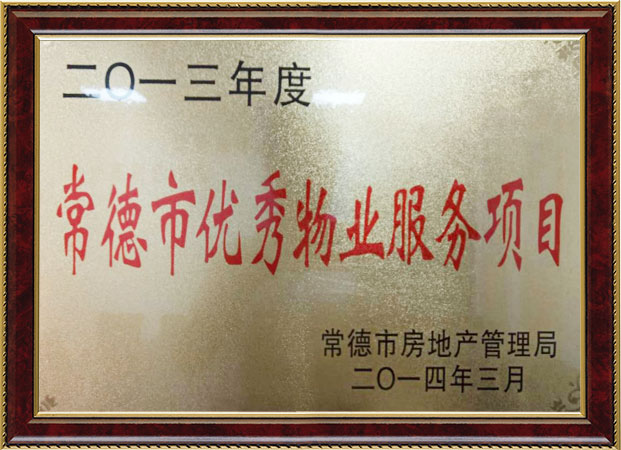 二〇一三年度
常德市优秀物业服务项目
常德市房地产管理局
二〇一四年三月